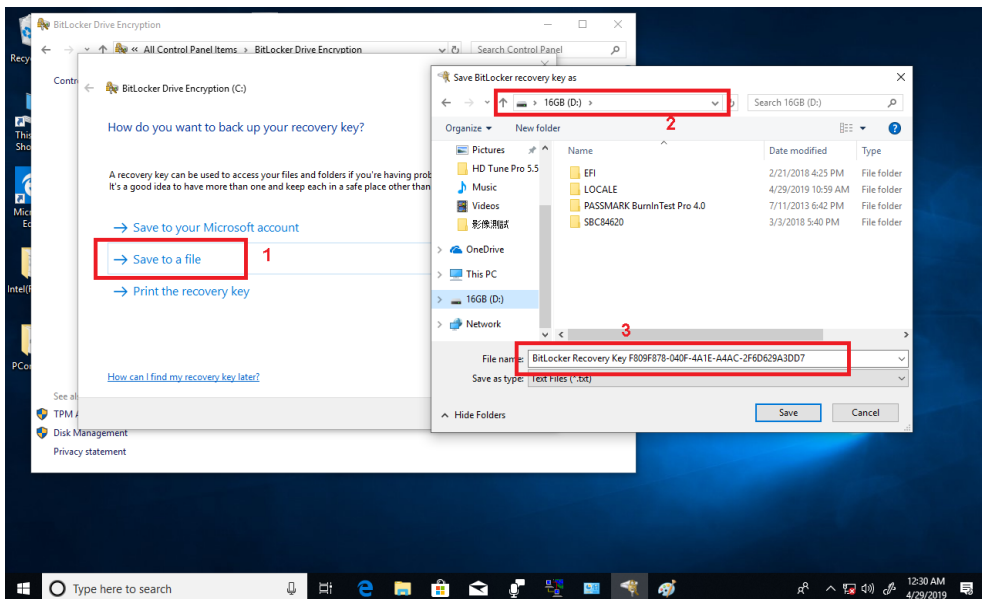 BitLocker Drive Encryption
« All Control Panel Items > BitLocker Drive Encryption
Search Control Panel
BitLocker Drive Encryption (C:)
How do you want to back up your recovery key?
A recovery key can be used to access your files and folders if you're having
It's a good idea to have more than one and keep each in a safe place other
→ Save to your Microsoft account
→ Save to a file
1
→ Print the recovery key
How can I find my recovery key later?
TPM
Disk Management
Privacy statement
Save BitLocker recovery key as
16GB (D:) >
2
Search 16GB (D:)
Organize
New folder
Pictures
HD Tune Pro 5.5
Music
Videos
影像測試
OneDrive
This PC
16GB (D:)
Network
Name Date modified Type
EFI 2/21/2018 4:25 PM File folder
LOCALE 4/29/2019 10:59 AM File folder
PASSMARK BurnInTest Pro 4.0 7/11/2013 6:42 PM File folder
SBC84620 3/3/2018 5:40 PM File folder
3
File name: BitLocker Recovery Key F809F878-040F-4A1E-A4AC-2F6D629A3DD7
Save as type: Text Files (*.txt)
Hide Folders
Save
Cancel
Type here to search
12:30 AM
4/29/2019